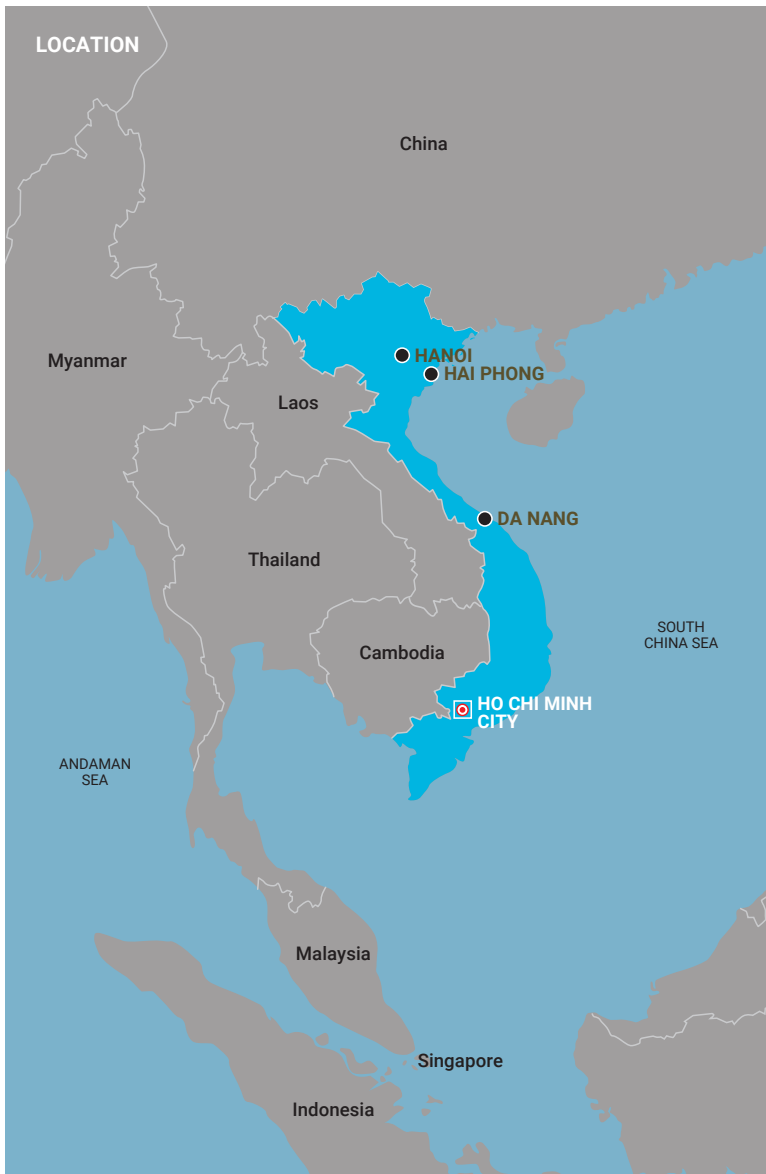 LOCATION
China
Myanmar
HANOI
HAI PHONG
Laos
DA NANG
Thailand
SOUTH
CHINA SEA
Cambodia
HO CHI MINH
CITY
ANDAMAN
SEA
Malaysia
Singapore
Indonesia